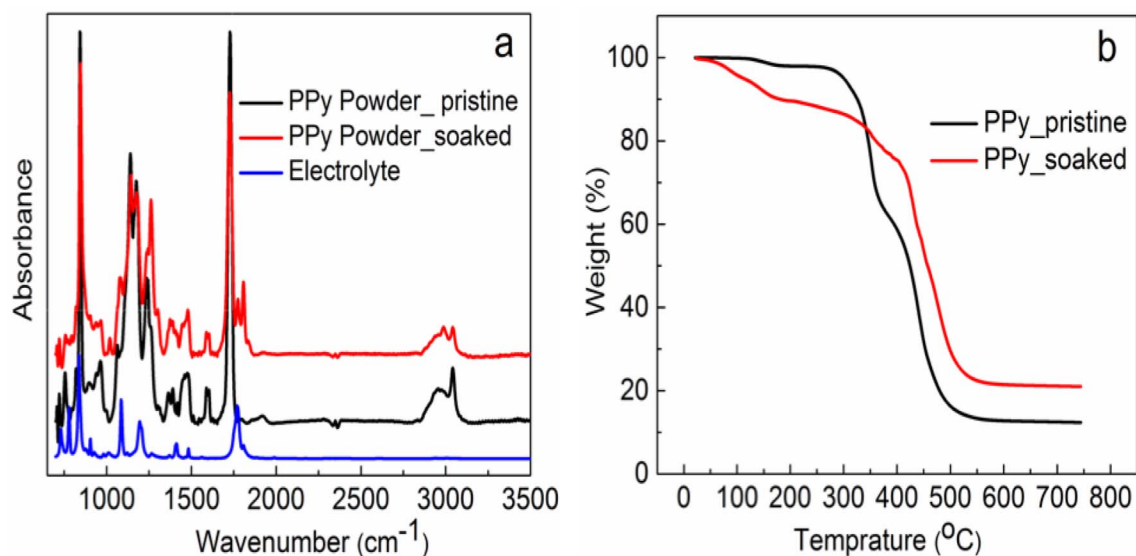 a
PPy Powder_ pristine
PPy Powder_soaked
Electrolyte
Absorbance
1000 1500 2000 2500 3000 3500
Wavenumber (cm-1)
b
PPy_pristine
PPy_soaked
Weight (%)
100
80
60
40
20
0
0 100 200 300 400 500 600 700 800
Temprature (OC)